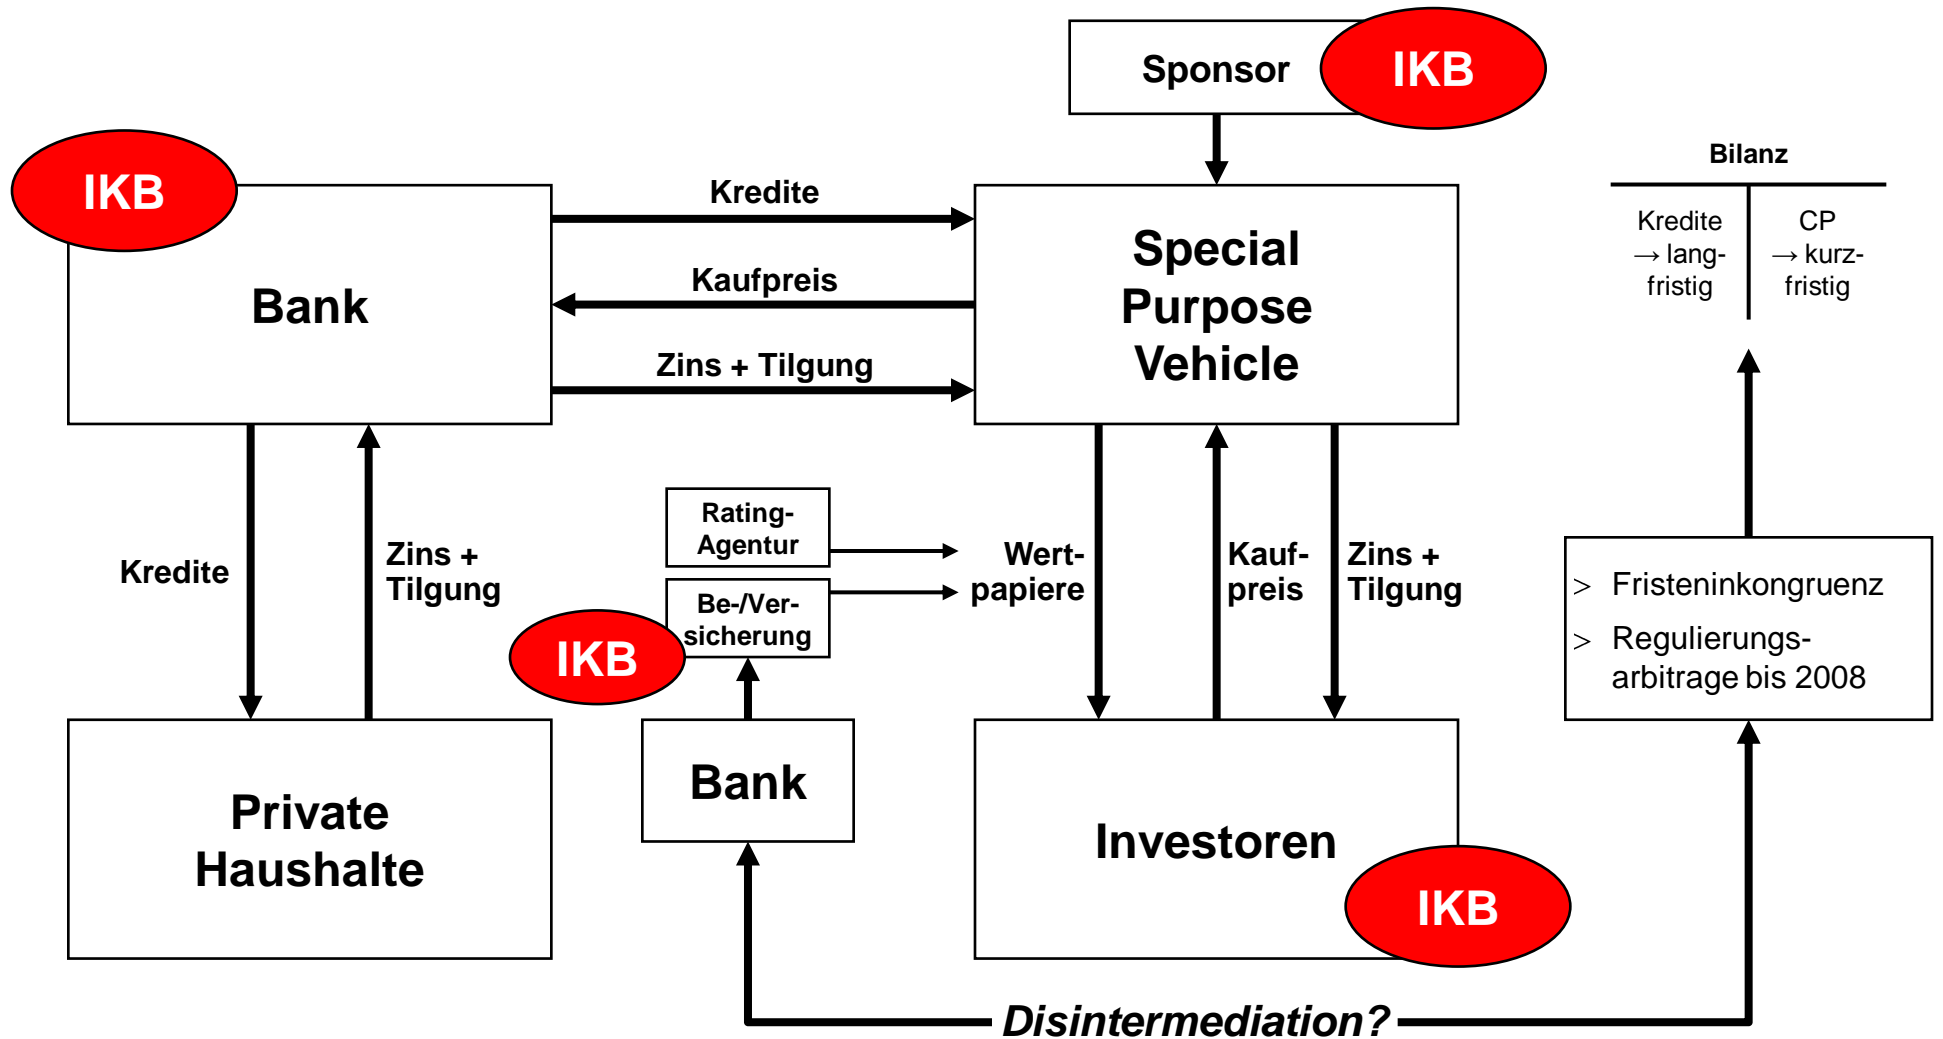 Sponsor
IKB
Bilanz
IKB
Kredite
Kredite
→ lang-
fristig
CP
→ kurz-
fristig
Bank
Kaufpreis
Special
Purpose
Vehicle
Zins + Tilgung
Rating-
Agentur
Kredite
Zins +
Tilgung
Wert-
papiere
Kauf-
preis
Zins +
Tilgung
> Fristeninkongruenz
> Regulierungs-
arbitrage bis 2008
Be-/Ver-
sicherung
IKB
Bank
Private
Haushalte
Investoren
IKB
Disintermediation?